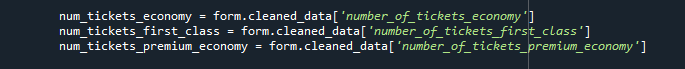 num_tickets_economy = form.cleaned_data['number_of_tickets_economy']
num_tickets_first_class = form.cleaned_data['number_of_tickets_first_class']
num_tickets_premium_economy = form.cleaned_data['number_of_tickets_premium_economy']